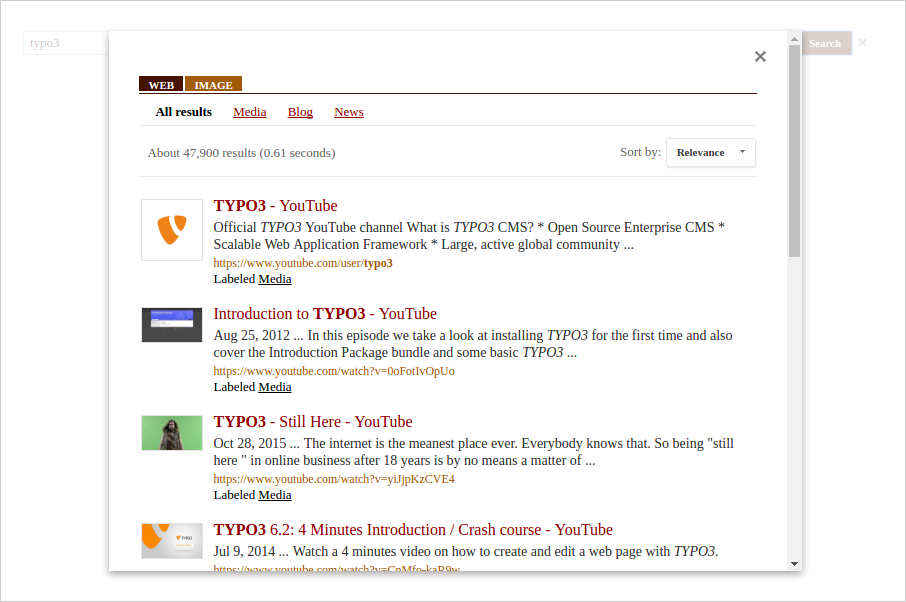 typo3
Search
WEB IMAGE
All results Media Blog News
About 47,900 results (0.61 seconds)
Sort by: Relevance
TYPO3 - YouTube
Official TYPO3 YouTube channel What is TYPO3 CMS? * Open Source Enterprise CMS *
Scalable Web Application Framework * Large, active global community ...
https://www.youtube.com/user/typo3
Labeled Media
Introduction to TYPO3 - YouTube
Aug 25, 2012 ... In this episode we take a look at installing TYPO3 for the first time and also
cover the Introduction Package bundle and some basic TYPO3 ...
https://www.youtube.com/watch?v=0oFotIvOpUo
Labeled Media
TYPO3 - Still Here - YouTube
Oct 28, 2015 ... The internet is the meanest place ever. Everybody knows that. So being "still
here " in online business after 18 years is by no means a matter of ...
https://www.youtube.com/watch?v=yiJjpKzCVE4
Labeled Media
TYPO3 6.2: 4 Minutes Introduction / Crash course - YouTube
TYPO3
Jul 9, 2014 ... Watch a 4 minutes video on how to create and edit a web page with TYPO3.
https://www.youtube.com/watch?v=CnMfo-kaR9w